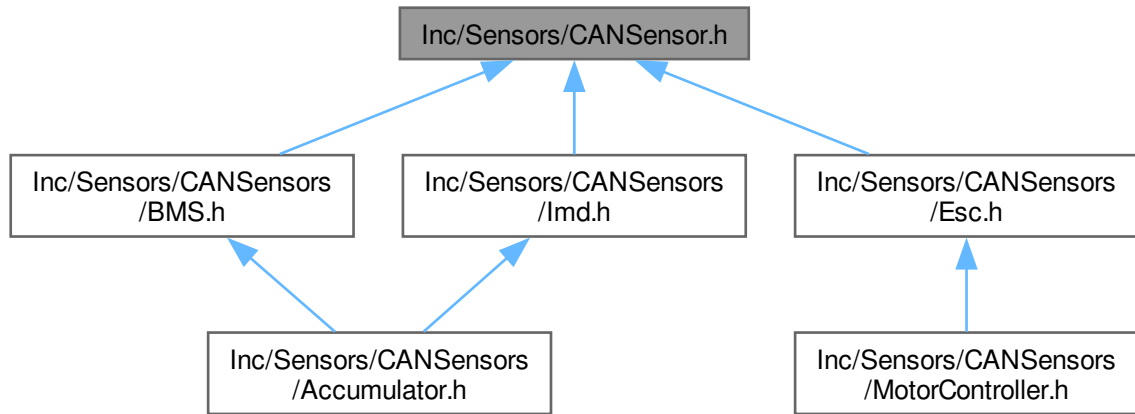 Inc/Sensors/CANSensor.h
Inc/Sensors/CANSensors
/BMS.h
Inc/Sensors/CANSensors
/Imd.h
Inc/Sensors/CANSensors
/Esc.h
Inc/Sensors/CANSensors
/Accumulator.h
Inc/Sensors/CANSensors
/MotorController.h